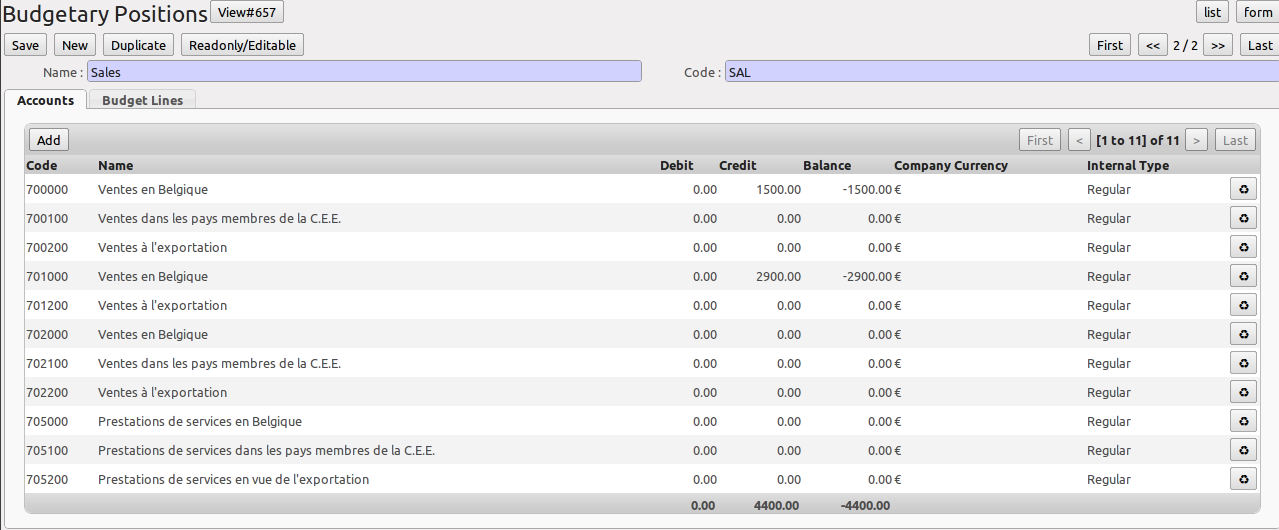 Budgetary Positions View#657 list form
Save New Duplicate Readonly/Editable First << 2 / 2 >> Last
Name : Sales Code : SAL
Accounts Budget Lines
Add First < [1 to 11] of 11 > Last
Code Name Debit Credit Balance Company Currency Internal Type
700000 Ventes en Belgique 0.00 1500.00 -1500.00 € Regular
700100 Ventes dans les pays membres de la C.E.E. 0.00 0.00 0.00 € Regular
700200 Ventes à l'exportation 0.00 0.00 0.00 € Regular
701000 Ventes en Belgique 0.00 2900.00 -2900.00 € Regular
701200 Ventes à l'exportation 0.00 0.00 0.00 € Regular
702000 Ventes en Belgique 0.00 0.00 0.00 € Regular
702100 Ventes dans les pays membres de la C.E.E. 0.00 0.00 0.00 € Regular
702200 Ventes à l'exportation 0.00 0.00 0.00 € Regular
705000 Prestations de services en Belgique 0.00 0.00 0.00 € Regular
705100 Prestations de services dans les pays membres de la C.E.E. 0.00 0.00 0.00 € Regular
705200 Prestations de services en vue de l'exportation 0.00 0.00 0.00 € Regular
0.00 4400.00 -4400.00